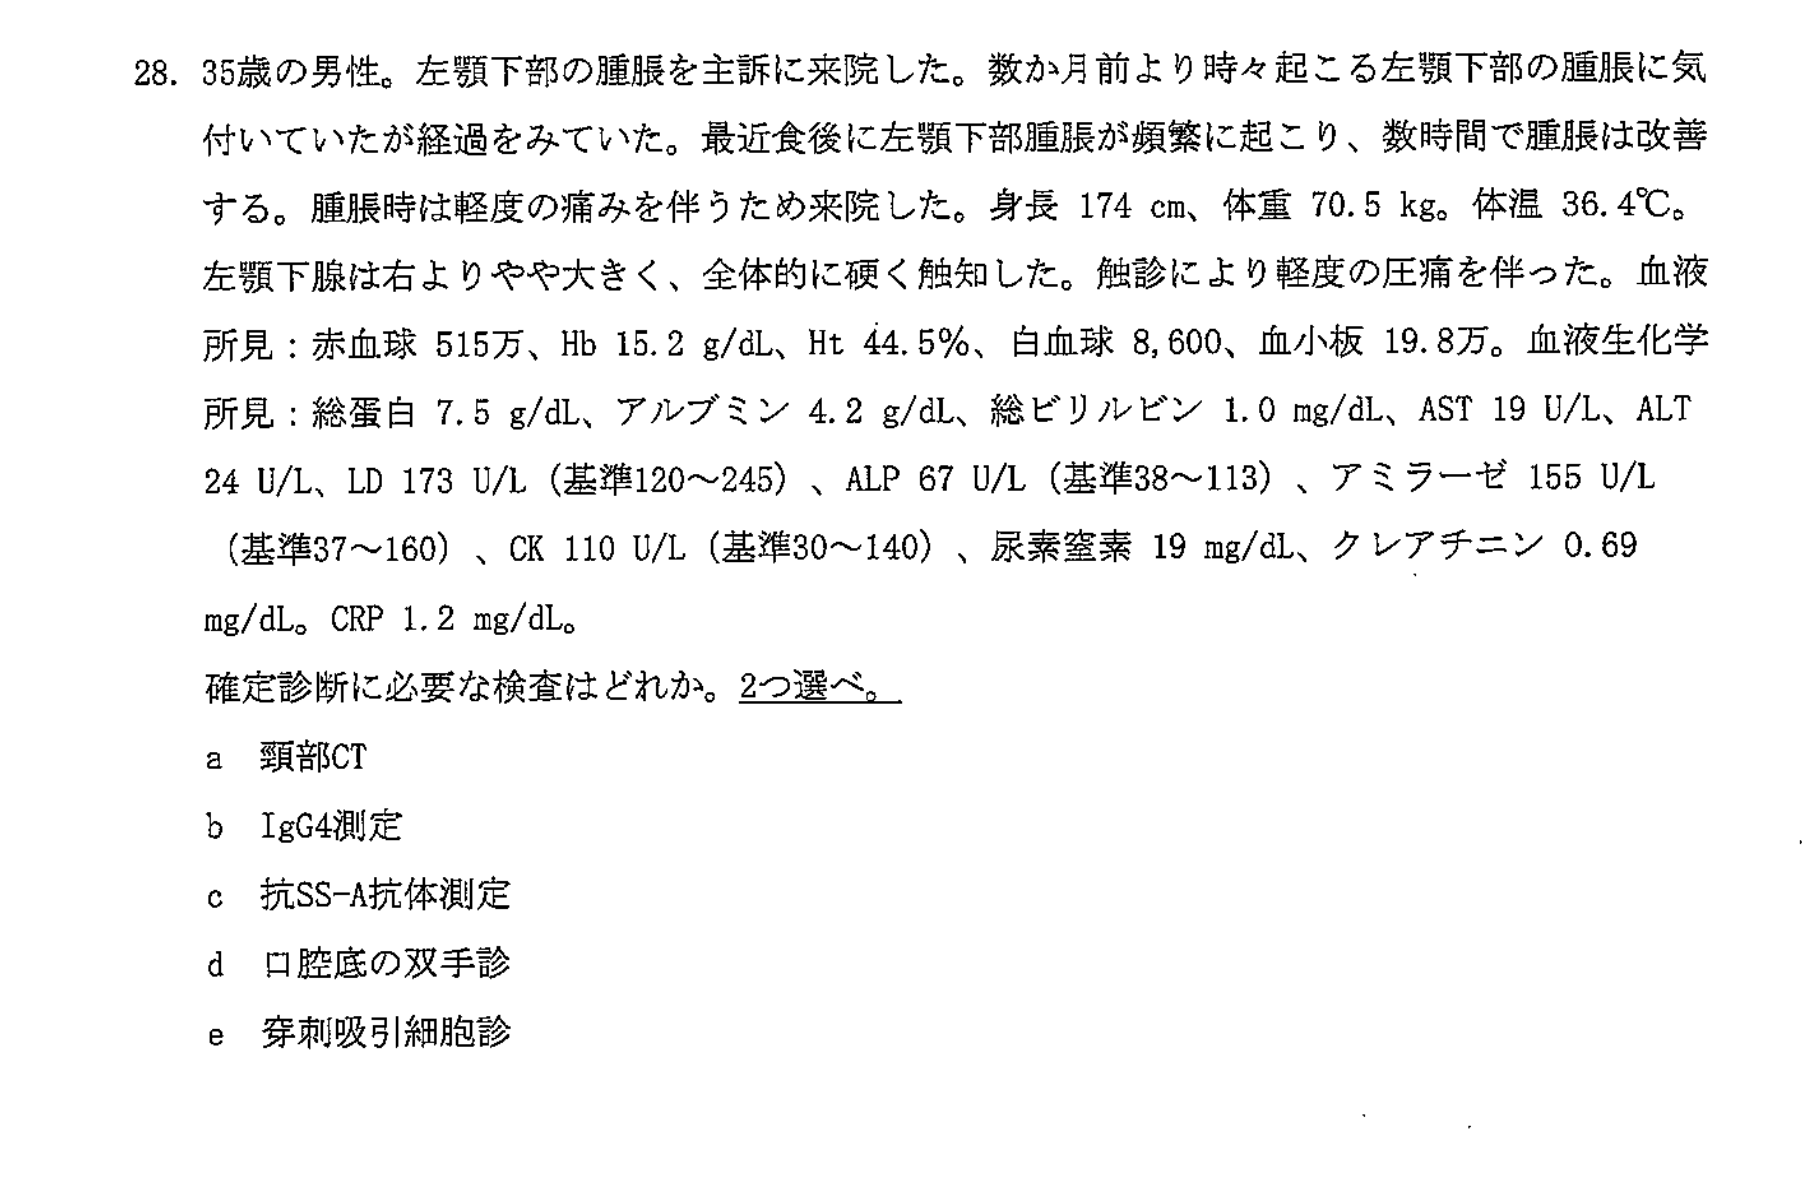 28. 35歳の男性。左顎下部の腫脹を主訴に来院した。数か月前より時々起こる左顎下部の腫脹に気
付いていたが経過をみていた。最近食後に左顎下部腫脹が頻繁に起こり、数時間で腫脹は改善
する。腫脹時は軽度の痛みを伴うため来院した。身長 174 cm、体重 70.5 kg。体温 36.4℃。
左顎下腺は右よりやや大きく、全体的に硬く触知した。触診により軽度の圧痛を伴った。血液
所見：赤血球 515万、Hb 15.2 g/dL、Ht 44.5%、白血球 8,600、血小板 19.8万。血液生化学
所見：総蛋白 7.5 g/dL、アルブミン 4.2 g/dL、総ビリルビン 1.0 mg/dL、AST 19 U/L、ALT
24 U/L、LD 173 U/L（基準120～245）、ALP 67 U/L（基準38～113）、アミラーゼ 155 U/L
（基準37～160）、CK 110 U/L（基準30～140）、尿素窒素 19 mg/dL、クレアチニン 0.69
mg/dL。CRP 1.2 mg/dL。
確定診断に必要な検査はどれか。2つ選べ。
a 頸部CT
b IgG4測定
c 抗SS-A抗体測定
d 口腔底の双手診
e 穿刺吸引細胞診